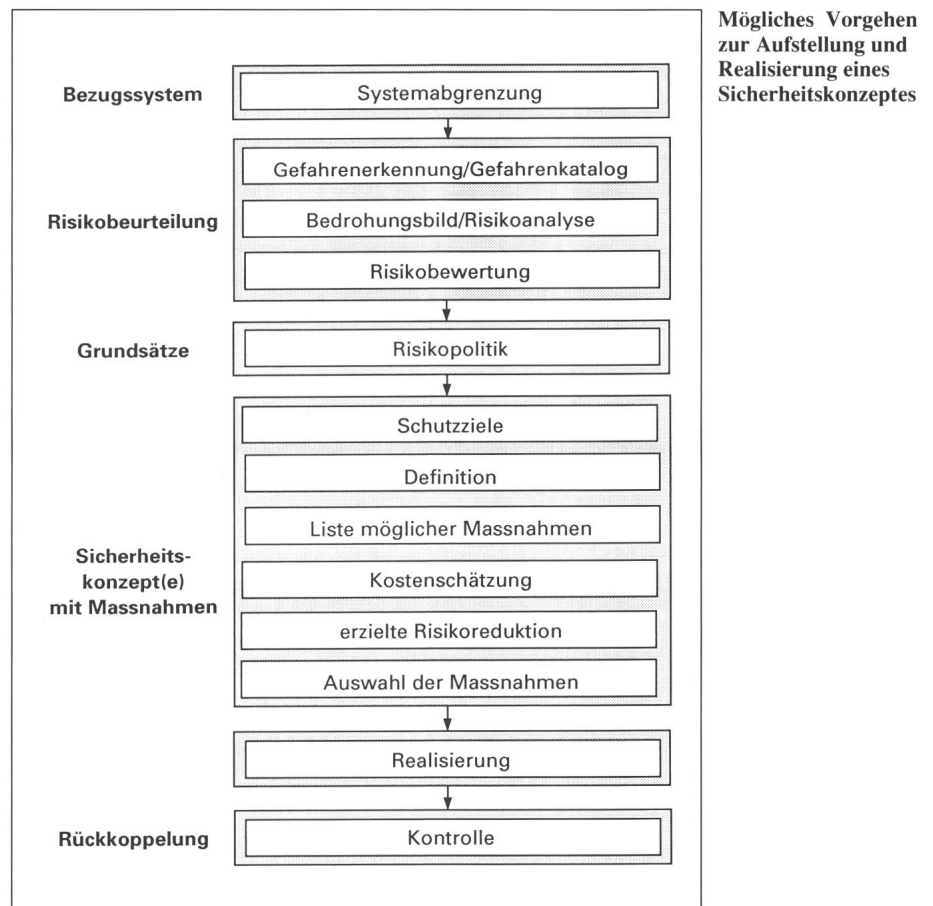 Mögliches Vorgehen
zur Aufstellung und
Realisierung eines
Sicherheitskonzeptes
Bezugssystem
Systemabgrenzung
Risikobeurteilung
Gefahrenerkennung/Gefahrenkatalog
Bedrohungsbild/Risikoanalyse
Risikobewertung
Grundsätze
Risikopolitik
Sicherheits-
konzept(e)
mit Massnahmen
Schutzziele
Definition
Liste möglicher Massnahmen
Kostenschätzung
erzielte Risikoreduktion
Auswahl der Massnahmen
Realisierung
Rückkoppelung
Kontrolle